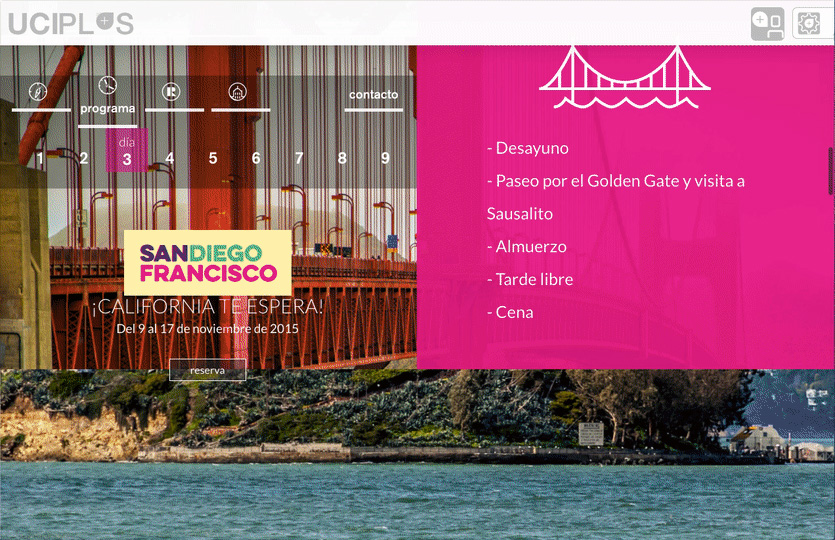 UCIPLUS
programa
contacto
día
1 2 3 4 5 6 7 8 9
SANDIEGO
FRANCISCO
¡CALIFORNIA TE ESPERA!
Del 9 al 17 de noviembre de 2015
reserva
- Desayuno
- Paseo por el Golden Gate y visita a
Sausalito
- Almuerzo
- Tarde libre
- Cena